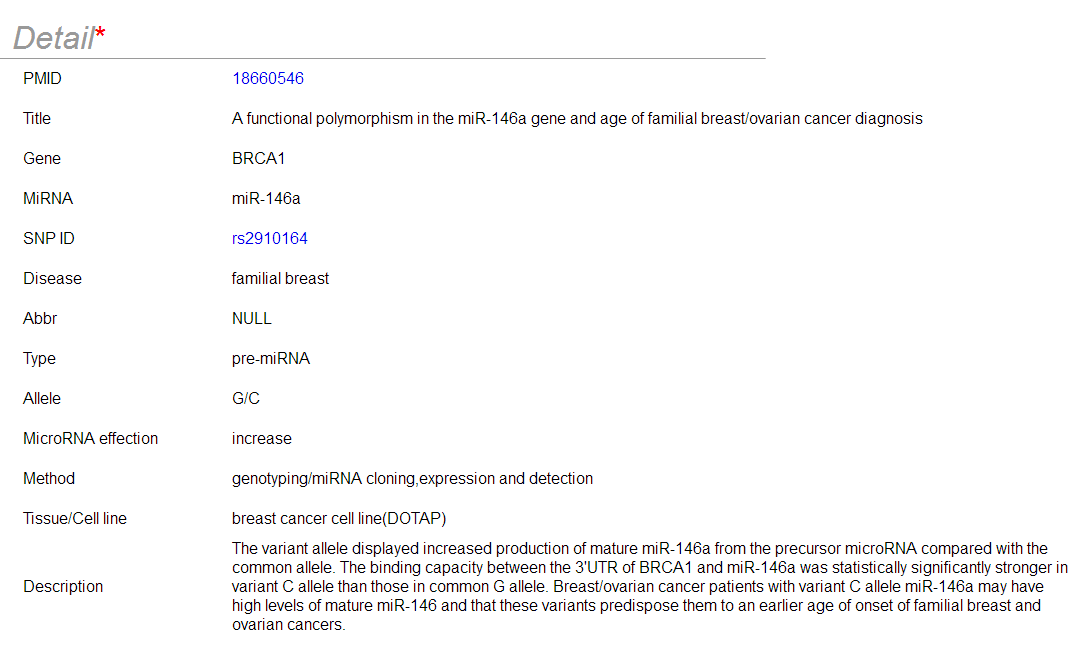 Detail*
PMID 18660546
Title A functional polymorphism in the miR-146a gene and age of familial breast/ovarian cancer diagnosis
Gene BRCA1
MiRNA miR-146a
SNP ID rs2910164
Disease familial breast
Abbr NULL
Type pre-miRNA
Allele G/C
MicroRNA effection increase
Method genotyping/miRNA cloning,expression and detection
Tissue/Cell line breast cancer cell line(DOTAP)
Description The variant allele displayed increased production of mature miR-146a from the precursor microRNA compared with the
common allele. The binding capacity between the 3'UTR of BRCA1 and miR-146a was statistically significantly stronger in
variant C allele than those in common G allele. Breast/ovarian cancer patients with variant C allele miR-146a may have
high levels of mature miR-146 and that these variants predispose them to an earlier age of onset of familial breast and
ovarian cancers.